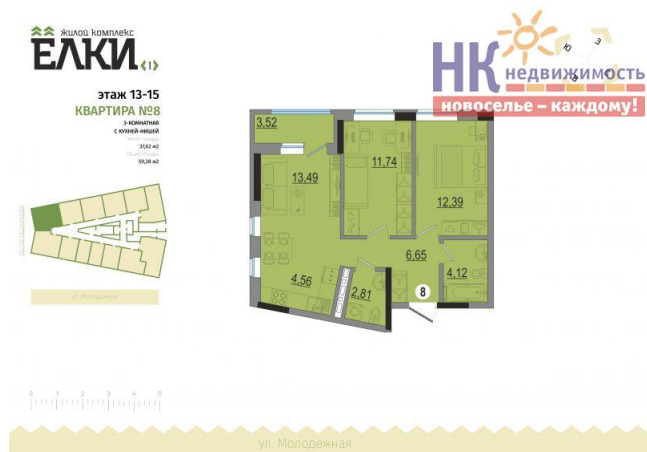 жилой комплекс
ЕЛКИ «1»
этаж 13-15
КВАРТИРА №8
3-КОМНАТНАЯ
С КУХНЕЙ-НИШЕЙ
37,62 м2
59,28 м2
ул. Молодежная
НК недвижимость
новоселье – каждому!
Ю
З
3,52
13,49
11,74
12,39
6,65
4,12
4,56
2,81
8
0 1 2 3 4 5
ул. Молодежная